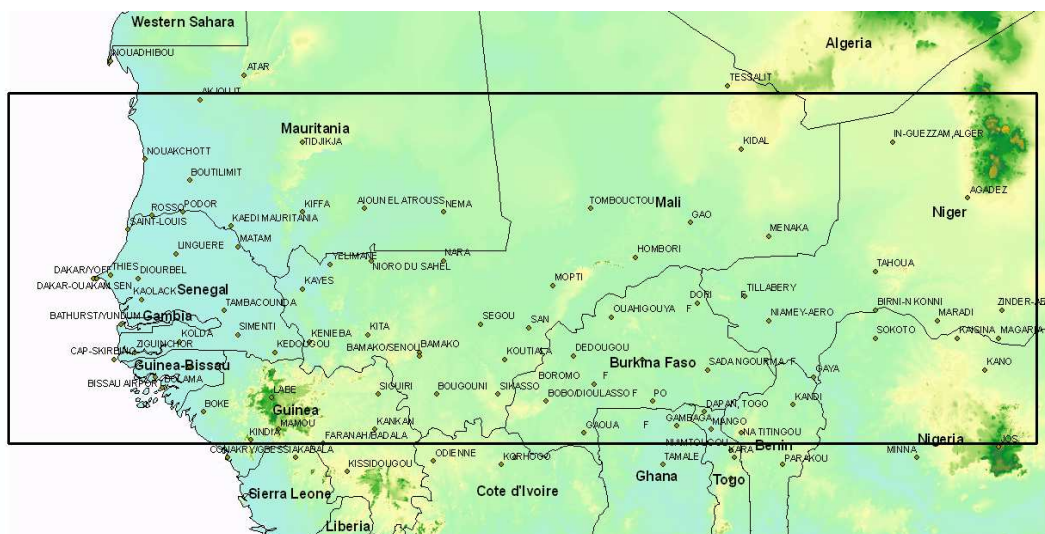 Western Sahara
Algeria
NOUADHIBOU
ATAR
TESSALIT
AKJOUJT
Mauritania
TIDJIKJA
KIDAL
IN-GUEZZAM,ALGER
NOUAKCHOTT
BOUTILIMIT
AGADEZ
ROSSO
PODOR
KIFFA
AIOUN EL ATROUSS
NEMA
TOMBOUCTOU
Mali
GAO
Niger
SAINT-LOUIS
KAEDI MAURITANIA
MENAKA
LINGUERE
MATAM
YELIMANE
NIORO DU SAHEL
NARA
HOMBORI
TAHOUA
DAKAR/YOFF
THIES
DIOURBEL
DAKAR-OUAKAM SEN
Senegal
KAYES
MOPTI
KAOLACK
TAMBACOUNDA
DORI
F
TILLABERY
BATHURST/YUNDUM
Gambia
OUAHIGOUYA
BIRNI-N KONNI
MARADI
ZINDER-AE
SEGOU
SAN
NIAMEY-AERO
KOLDA
SIMENTI
KENIEBA
KITA
SOKOTO
KAISINA
MAGARIA
ZIGUINCHOR
CAP-SKIRBING
KEDOUGOU
BAMAKO/SENOU
BAMAKO
KOUTIALA
DEDOUGOU
Burkina Faso
SADA NGOURMA
F
KANO
Guinea-Bissau
BISSAU AIRPORT
BOLAMA
BOROMO
F
GAYA
LABE
SIGUIRI
BOUGOUNI
SIKASSO
BOBO/DIOULASSO
F
PO
KANDI
BOKE
Guinea
DAPAN, TOGO
MAMOU
KANKAN
GAOUA
F
GAMBAGA
MANGO
NATITINGOU
KINDIA
FARANAH/BADALA
NIAMTOUGOU
Benin
Nigeria
JOS
CONAKRY/GBESSIA
KABALA
ODIENNE
KORHOGO
TAMALE
KARA
PARAKOU
MINNA
KISSIDOUGOU
Ghana
Togo
Sierra Leone
Cote d'Ivoire
Liberia